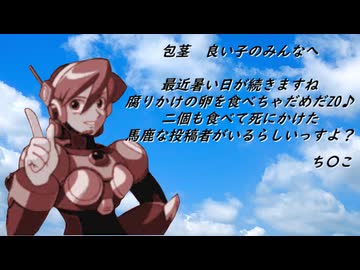 包茎　良い子のみんなへ
最近暑い日が続きますね
腐りかけの卵を食べちゃだめだZO♪
二個も食べて死にかけた
馬鹿な投稿者がいるらしいっすよ？
ち〇こ